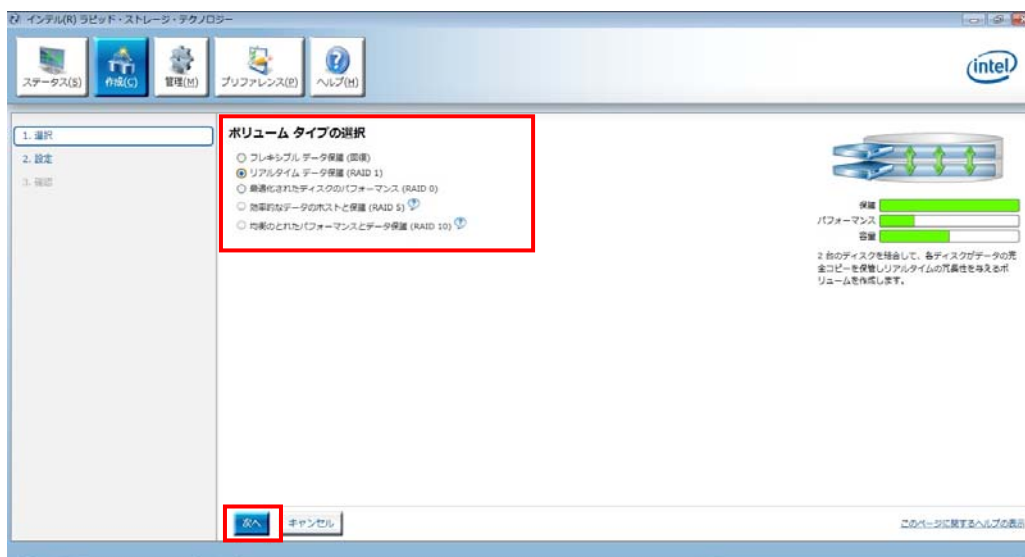 インテル(R) ラピッド・ストレージ・テクノロジー
ステータス(S)
作成(C)
管理(M)
プリファレンス(P)
ヘルプ(H)
intel
1. 選択
2. 設定
3. 確認
ボリューム タイプの選択
フレキシブル データ保護 (回復)
リアルタイム データ保護 (RAID 1)
最適化されたディスクのパフォーマンス (RAID 0)
効率的なデータのホストと保護 (RAID 5)
均衡のとれたパフォーマンスとデータ保護 (RAID 10)
保護
パフォーマンス
容量
2 台のディスクを結合して、各ディスクがデータの完
全コピーを保管しリアルタイムの冗長性を与えるボ
リュームを作成します。
次へ
キャンセル
このページに関するヘルプの表示